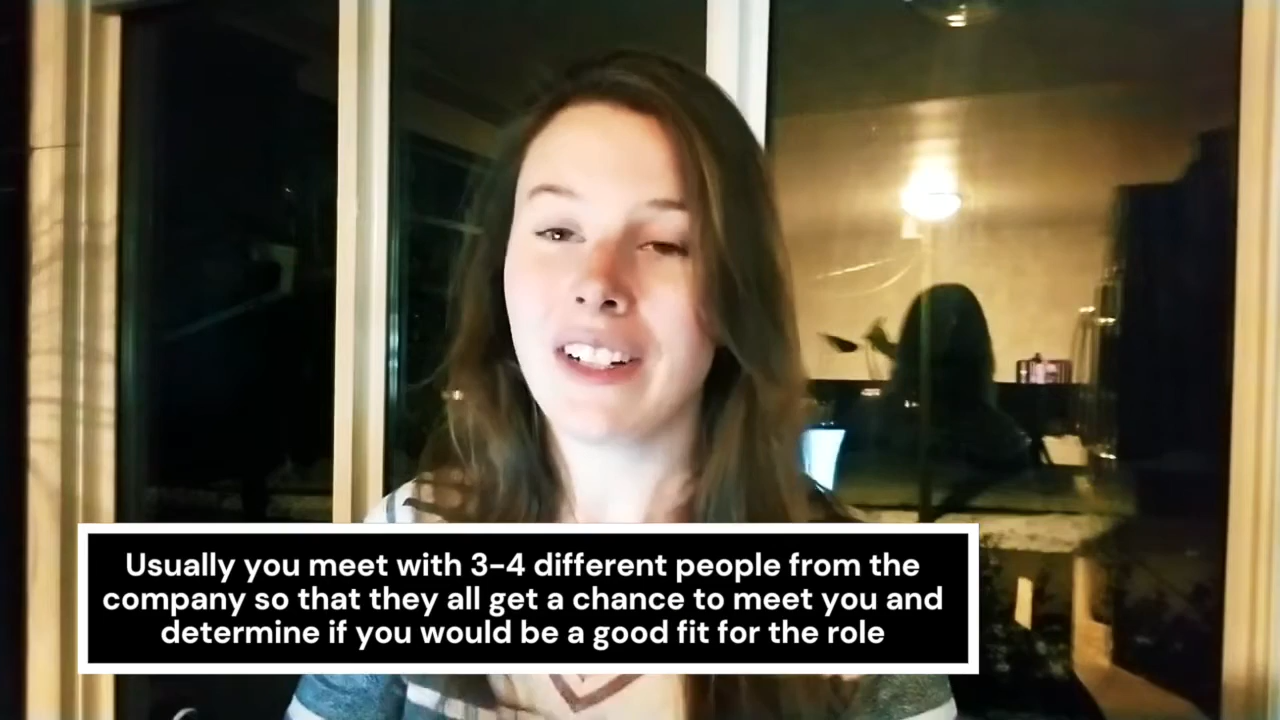 Usually you meet with 3-4 different people from the
company so that they all get a chance to meet you and
determine if you would be a good fit for the role